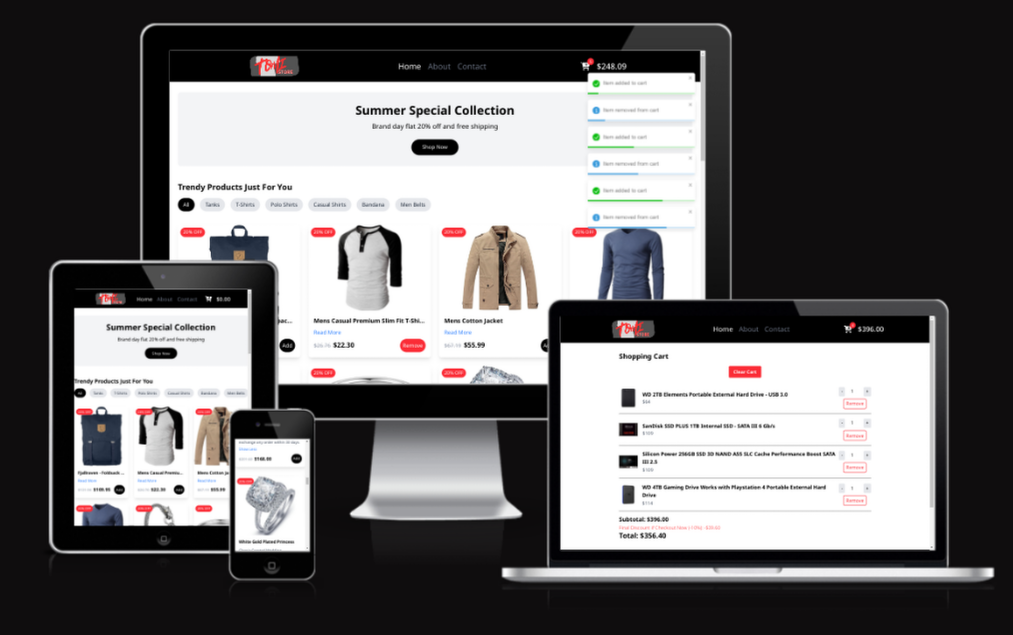 Home About Contact
$248.09
Item added to cart
Item removed from cart
Item added to cart
Item removed from cart
Item added to cart
Item removed from cart
Summer Special Collection
Brand day flat 20% off and free shipping
Shop Now
Trendy Products Just For You
All Tanks T-Shirts Polo Shirts Casual Shirts Bandana Men Belts
20% OFF 20% OFF 20% OFF 20% OFF
Mens Casual Premium Slim Fit T-Shi... Mens Cotton Jacket
Read More Read More
$22.30 Remove $55.99
20% OFF 20% OFF
Home About Contact $0.00
Summer Special Collection
Brand day flat 20% off and free shipping
Shop Now
Trendy Products Just For You
All Tanks T-Shirts Polo Shirts Casual Shirts Bandana Men Belts
Mens Casual Premiu... Mens Cotton Ja
Read More Read More Read More
$109.95 Add $22.30 Add $55.99
$168.00 Add
White Gold Plated Princess
Home About Contact $396.00
Shopping Cart
Clear Cart
WD 2TB Elements Portable External Hard Drive - USB 3.0
$64
- 1 +
Remove
SanDisk SSD PLUS 1TB Internal SSD - SATA III 6 Gb/s
$109
- 1 +
Remove
Silicon Power 256GB SSD 3D NAND A55 SLC Cache Performance Boost SATA
III 2.5
$109
- 1 +
Remove
WD 4TB Gaming Drive Works with Playstation 4 Portable External Hard
Drive
$114
- 1 +
Remove
Subtotal: $396.00
Total: $356.40